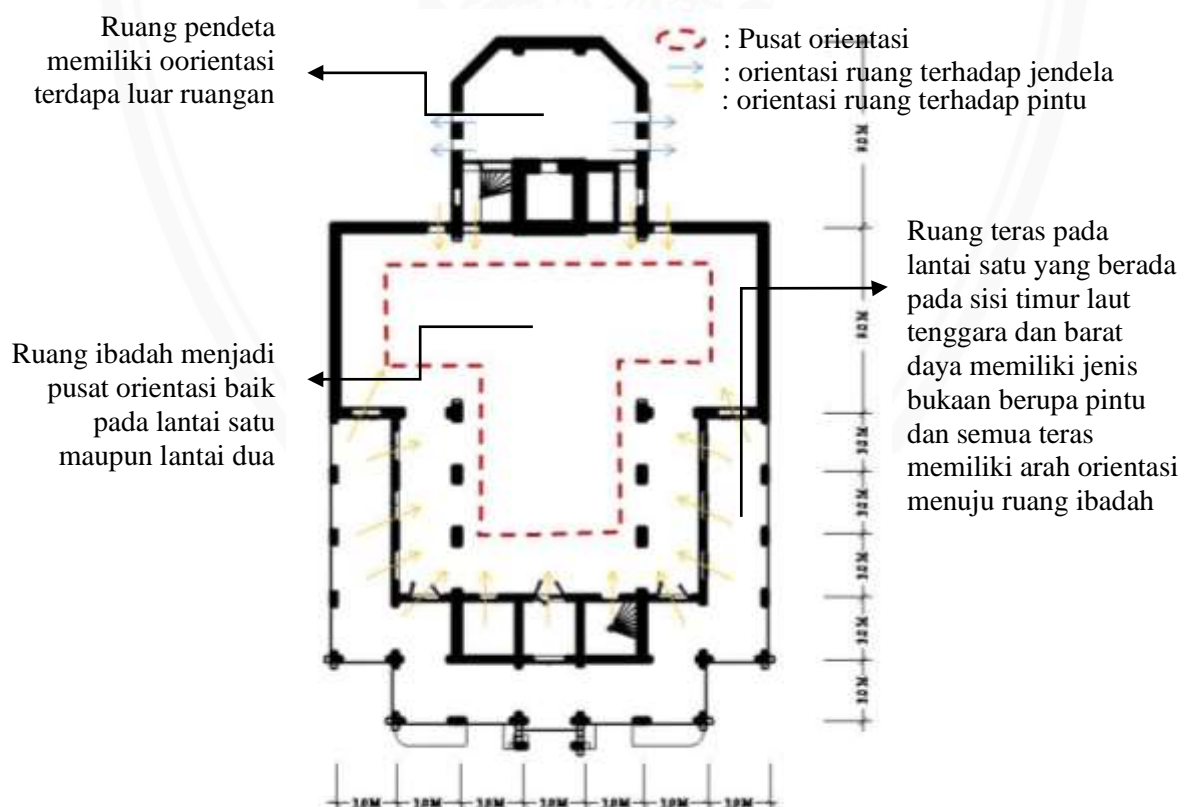 Ruang pendeta
memiliki oorientasi
terdapa luar ruangan
: Pusat orientasi
: orientasi ruang terhadap jendela
: orientasi ruang terhadap pintu
Ruang teras pada
lantai satu yang berada
pada sisi timur laut
tenggara dan barat
daya memiliki jenis
bukaan berupa pintu
dan semua teras
memiliki arah orientasi
menuju ruang ibadah
Ruang ibadah menjadi
pusat orientasi baik
pada lantai satu
maupun lantai dua